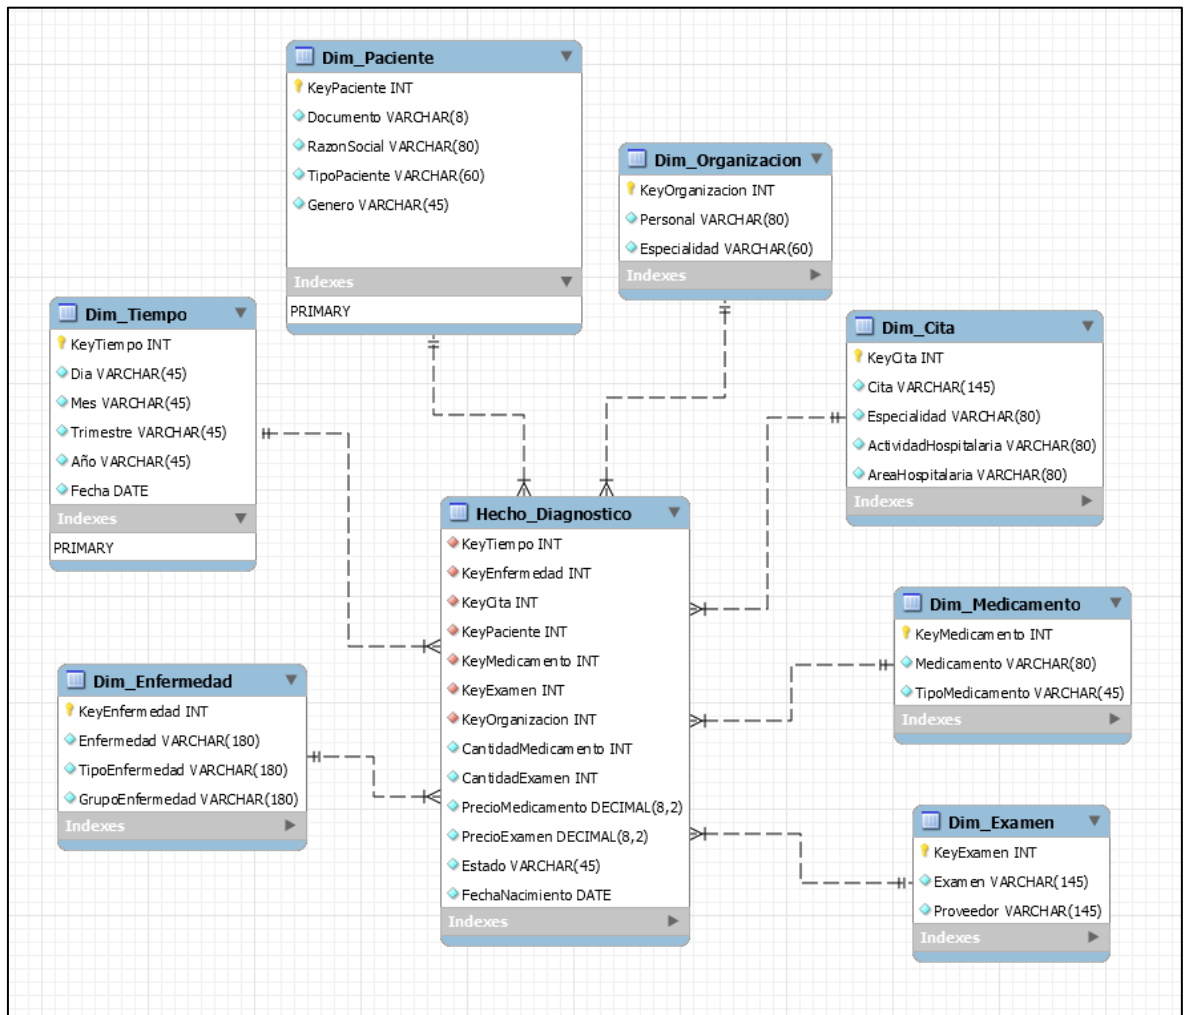 Dim_Paciente
KeyPaciente INT
Documento VARCHAR(8)
RazonSocial VARCHAR(80)
TipoPaciente VARCHAR(60)
Genero VARCHAR(45)
Indexes
PRIMARY
Dim_Organizacion
KeyOrganizacion INT
Personal VARCHAR(80)
Especialidad VARCHAR(60)
Indexes
Dim_Tiempo
KeyTiempo INT
Dia VARCHAR(45)
Mes VARCHAR(45)
Trimestre VARCHAR(45)
Año VARCHAR(45)
Fecha DATE
Indexes
PRIMARY
Dim_Cita
KeyCita INT
Cita VARCHAR(145)
Especialidad VARCHAR(80)
ActividadHospitalaria VARCHAR(80)
AreaHospitalaria VARCHAR(80)
Indexes
Hecho_Diagnostico
KeyTiempo INT
KeyEnfermedad INT
KeyCita INT
KeyPaciente INT
KeyMedicamento INT
KeyExamen INT
KeyOrganizacion INT
CantidadMedicamento INT
CantidadExamen INT
PrecioMedicamento DECIMAL(8,2)
PrecioExamen DECIMAL(8,2)
Estado VARCHAR(45)
FechaNacimiento DATE
Indexes
Dim_Medicamento
KeyMedicamento INT
Medicamento VARCHAR(80)
TipoMedicamento VARCHAR(45)
Indexes
Dim_Enfermedad
KeyEnfermedad INT
Enfermedad VARCHAR(180)
TipoEnfermedad VARCHAR(180)
GrupoEnfermedad VARCHAR(180)
Indexes
Dim_Examen
KeyExamen INT
Examen VARCHAR(145)
Proveedor VARCHAR(145)
Indexes